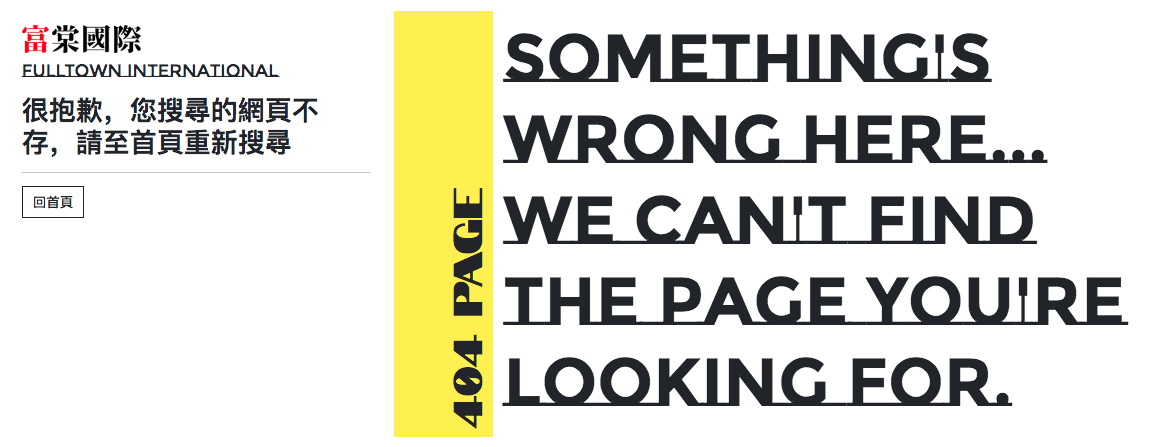 富棠國際
FULLTOWN INTERNATIONAL
很抱歉，您搜尋的網頁不
存，請至首頁重新搜尋
回首頁
404 PAGE
SOMETHING'S
WRONG HERE...
WE CAN'T FIND
THE PAGE YOU'RE
LOOKING FOR.